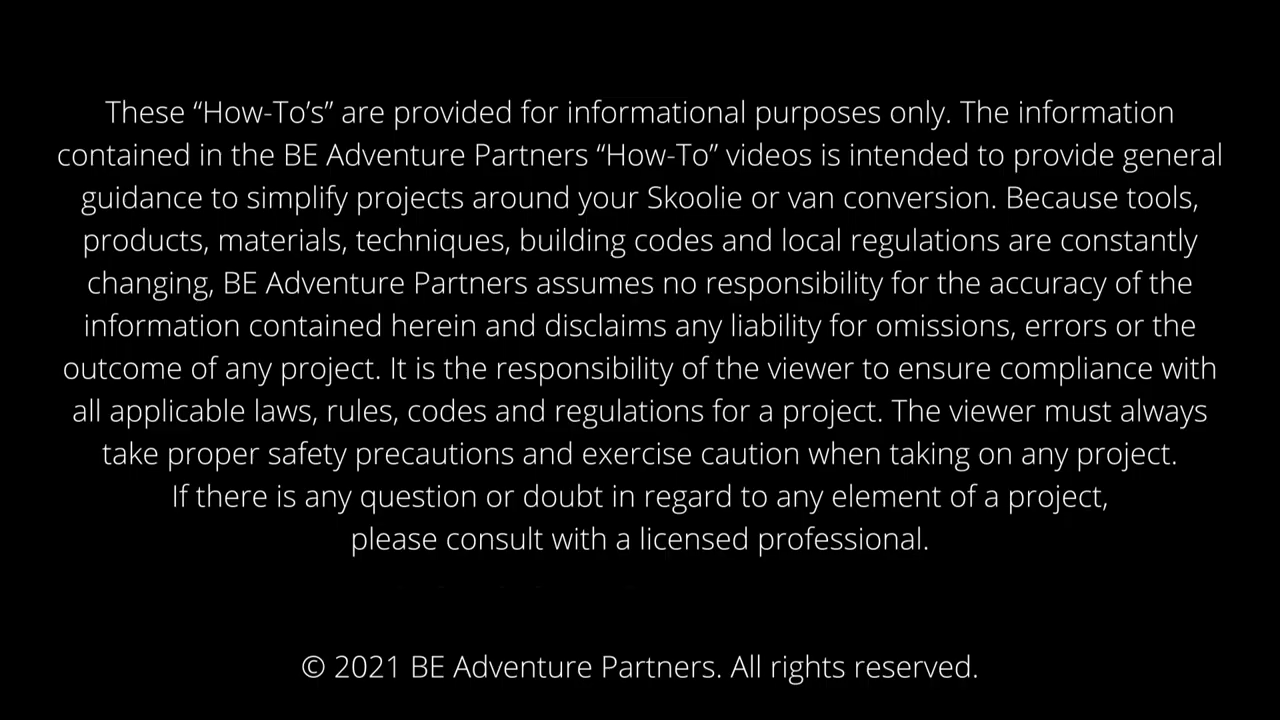 These “How-To’s” are provided for informational purposes only. The information
contained in the BE Adventure Partners “How-To” videos is intended to provide general
guidance to simplify projects around your Skoolie or van conversion. Because tools,
products, materials, techniques, building codes and local regulations are constantly
changing, BE Adventure Partners assumes no responsibility for the accuracy of the
information contained herein and disclaims any liability for omissions, errors or the
outcome of any project. It is the responsibility of the viewer to ensure compliance with
all applicable laws, rules, codes and regulations for a project. The viewer must always
take proper safety precautions and exercise caution when taking on any project.
If there is any question or doubt in regard to any element of a project,
please consult with a licensed professional.
© 2021 BE Adventure Partners. All rights reserved.